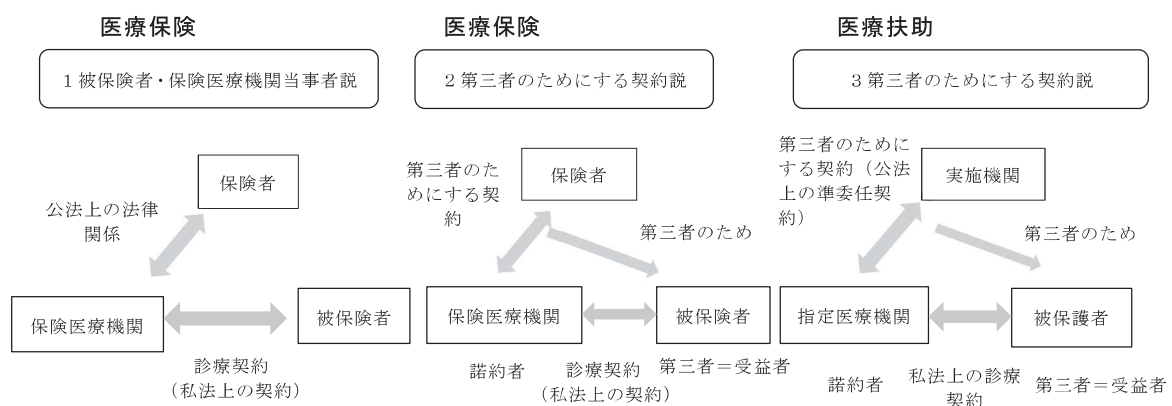 医療保険
1被保険者・保険医療機関当事者説
保険者
公法上の法律
関係
保険医療機関
被保険者
診療契約
（私法上の契約）
医療保険
2第三者のためにする契約説
第三者のた
めにする契
約
保険者
第三者のため
保険医療機関
被保険者
諾約者
診療契約
（私法上の契約）
第三者＝受益者
医療扶助
3第三者のためにする契約説
第三者のために
する契約（公法
上の準委任契
約）
実施機関
第三者のため
指定医療機関
被保護者
諾約者
私法上の診療
契約
第三者＝受益者